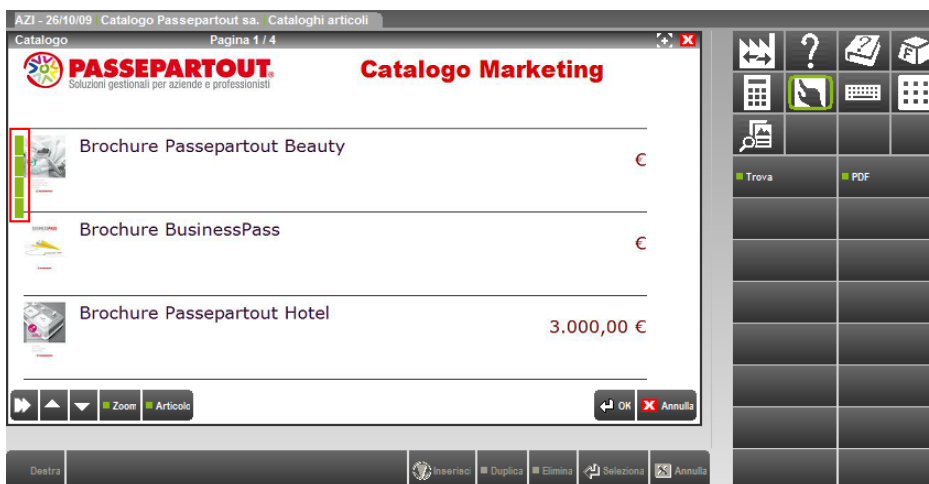 AZI - 26/10/09 Catalogo Passepartout sa. Cataloghi articoli
Catalogo Pagina 1 / 4
PASSEPARTOUT®
Soluzioni gestionali per aziende e professionisti
Catalogo Marketing
Brochure Passepartout Beauty
€
Brochure BusinessPass
€
Brochure Passepartout Hotel
3.000,00 €
Zoom Articolo OK Annulla
Trova PDF
Destra Inserisci Duplica Elimina Seleziona Annulla